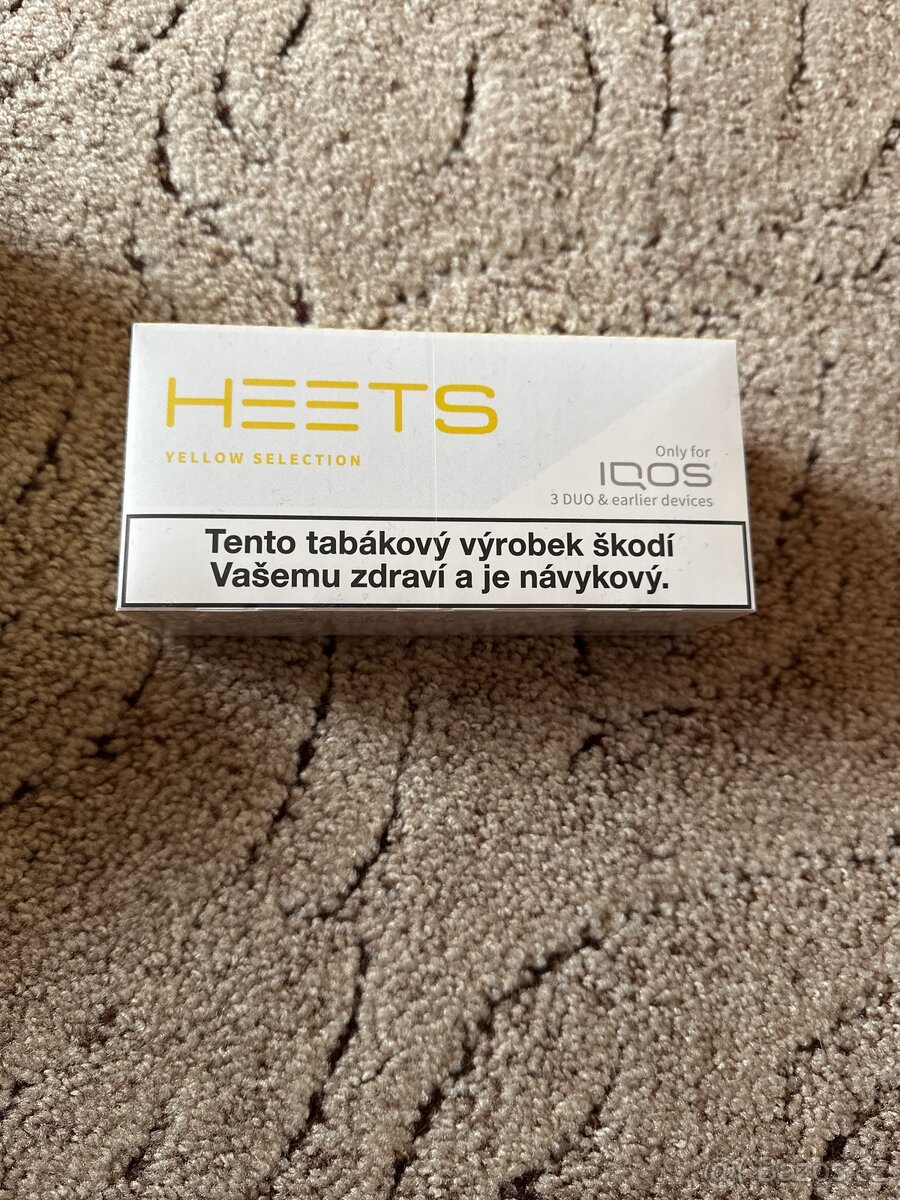 HEETS
YELLOW SELECTION
Only for
IQOS
3 DUO & earlier devices
Tento tabákový výrobek škodí
Vašemu zdraví a je návykový.